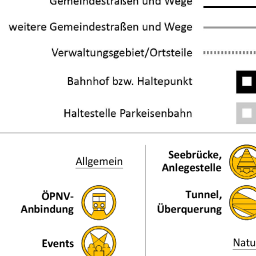 Gemeindestraßen und Wege
weitere Gemeindestraßen und Wege
Verwaltungsgebiet/Ortsteile
Bahnhof bzw. Haltepunkt
Haltestelle Parkeisenbahn
Allgemein
ÖPNV-
Anbindung
Events
Seebrücke,
Anlegestelle
Tunnel,
Überquerung
Natu